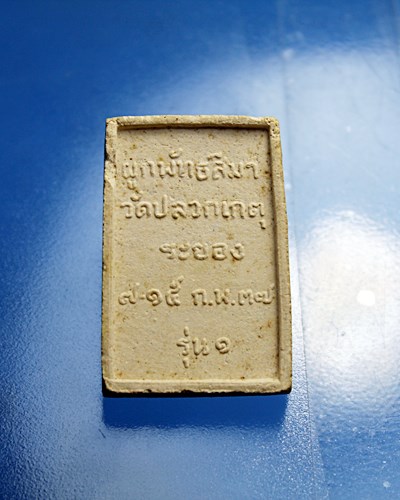 ผูกพัทธสีมา
วัดปลวกเกตุ
ระยอง
๗-๑๕ ก.พ.๓๗
รุ่น ๑